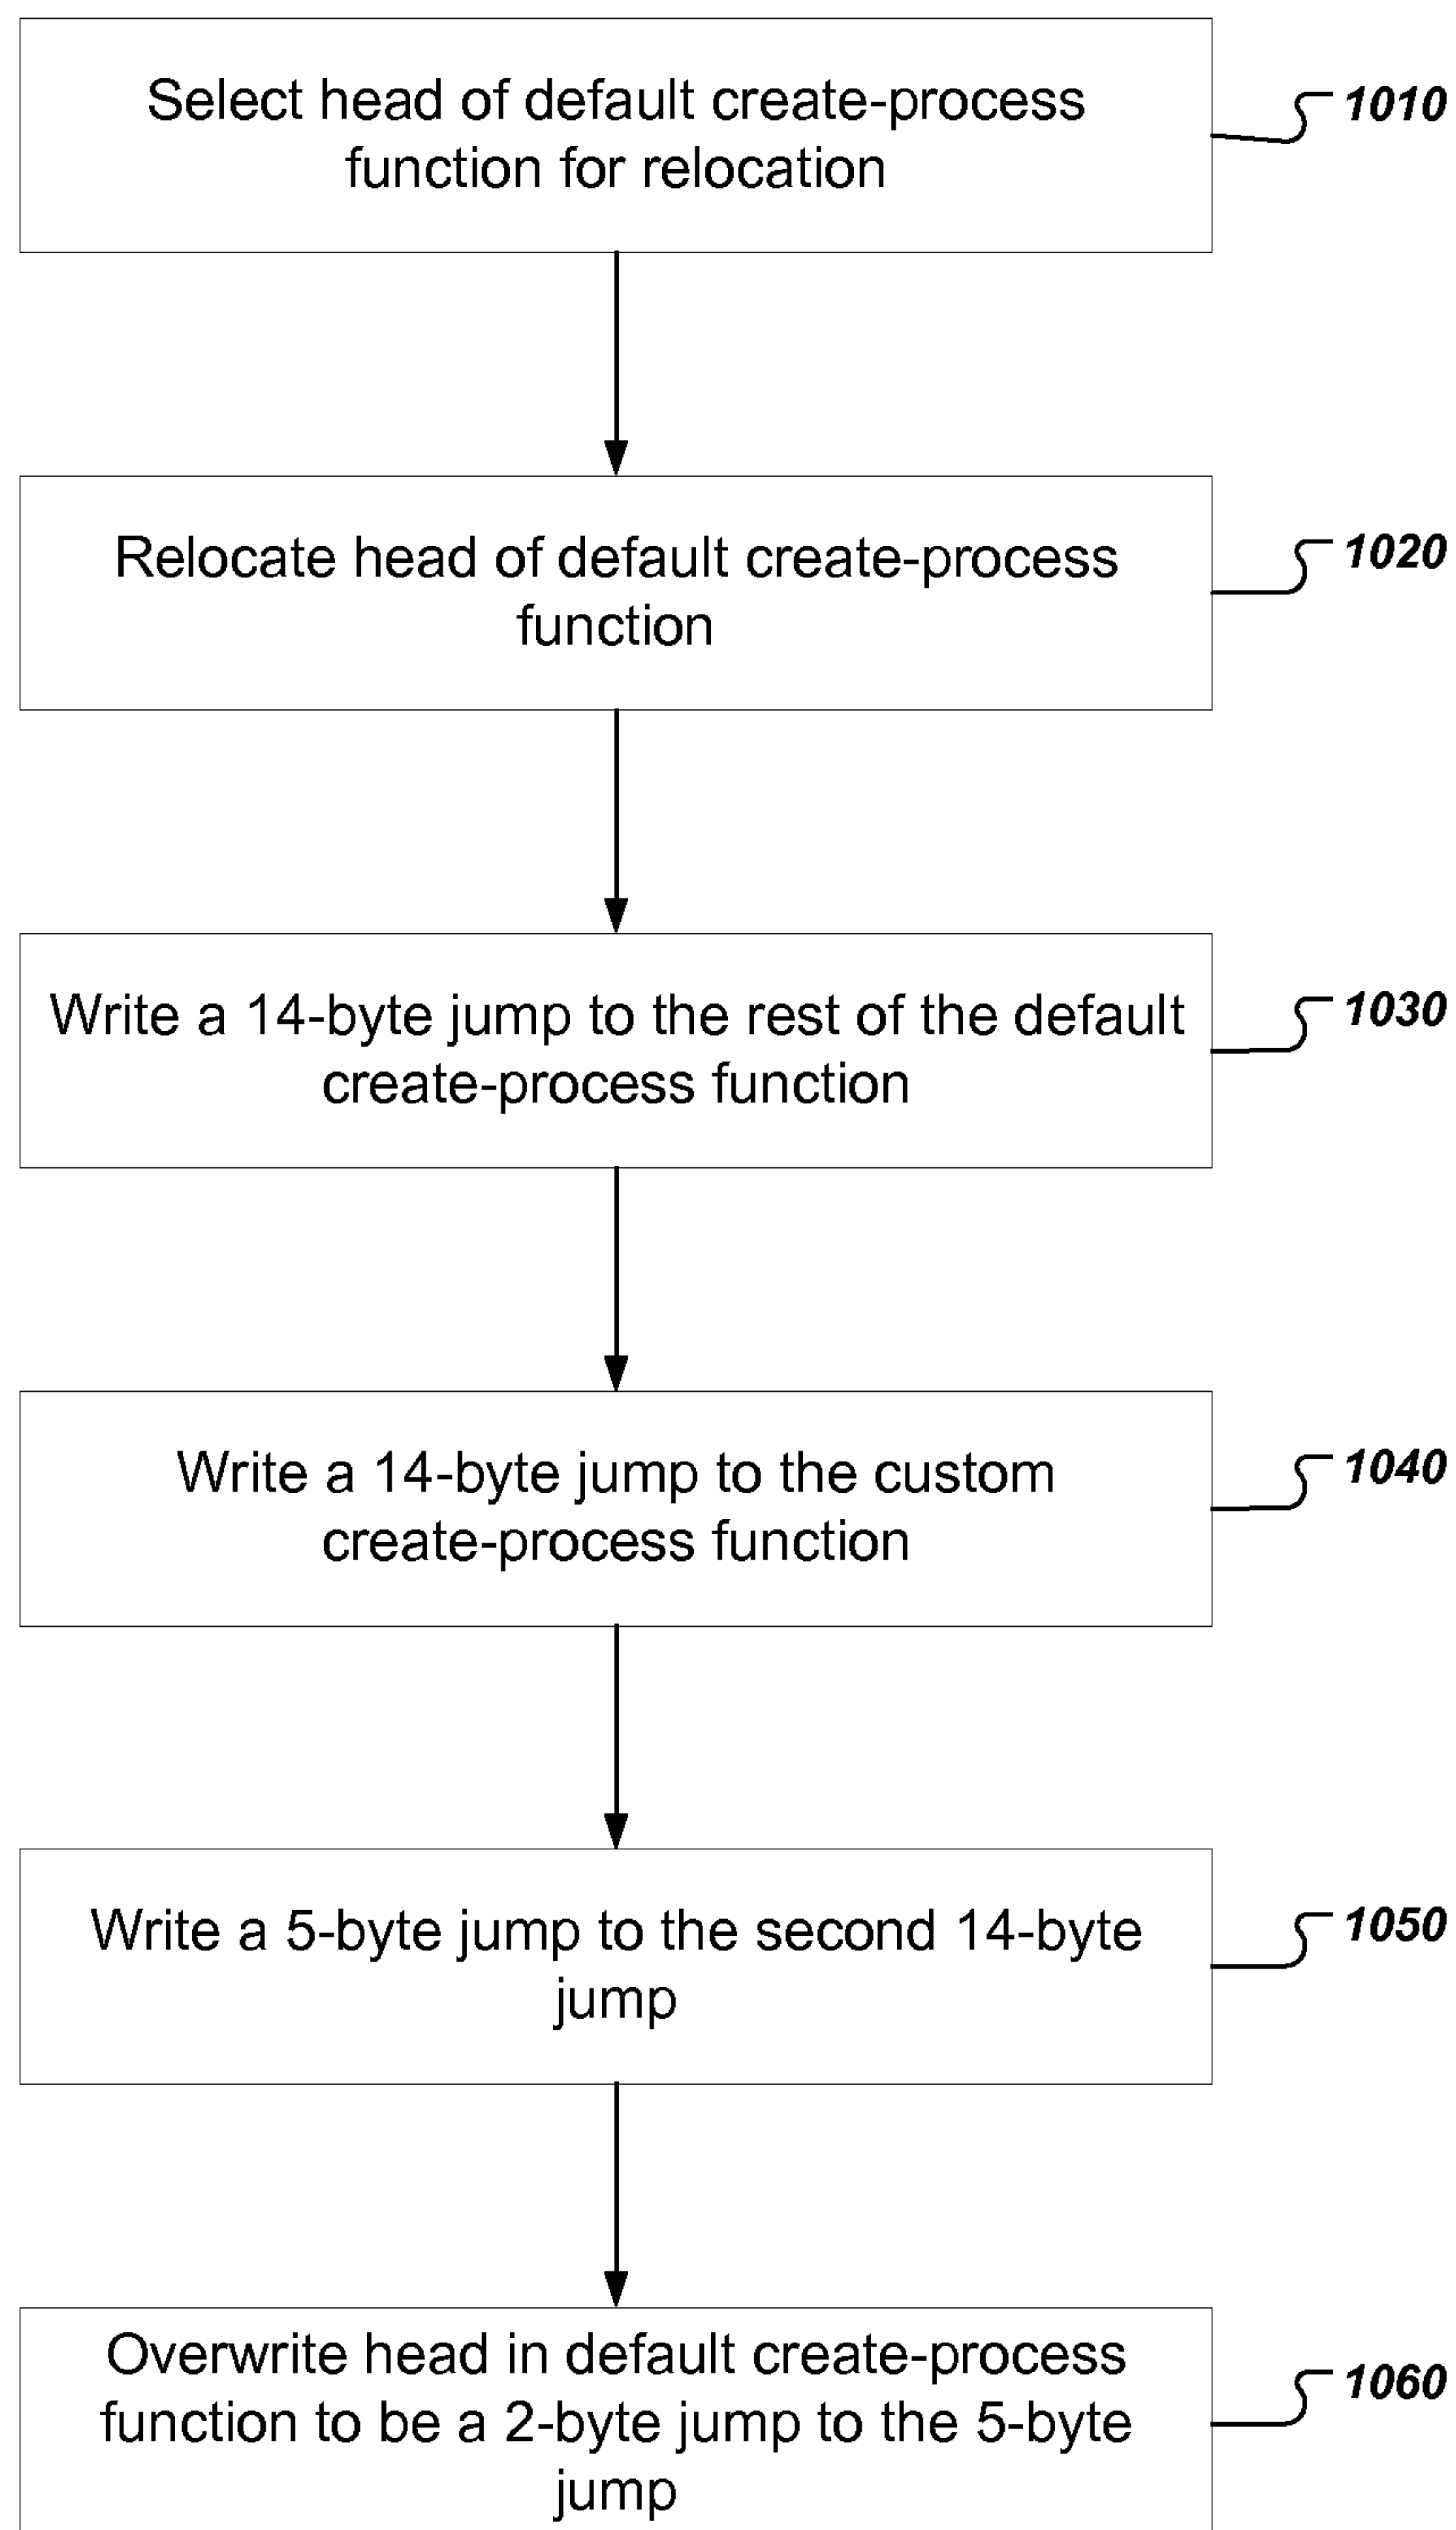 Select head of default create-process
function for relocation
1010
Relocate head of default create-process
function
1020
Write a 14-byte jump to the rest of the default
create-process function
1030
Write a 14-byte jump to the custom
create-process function
1040
Write a 5-byte jump to the second 14-byte
jump
1050
Overwrite head in default create-process
function to be a 2-byte jump to the 5-byte
jump
1060